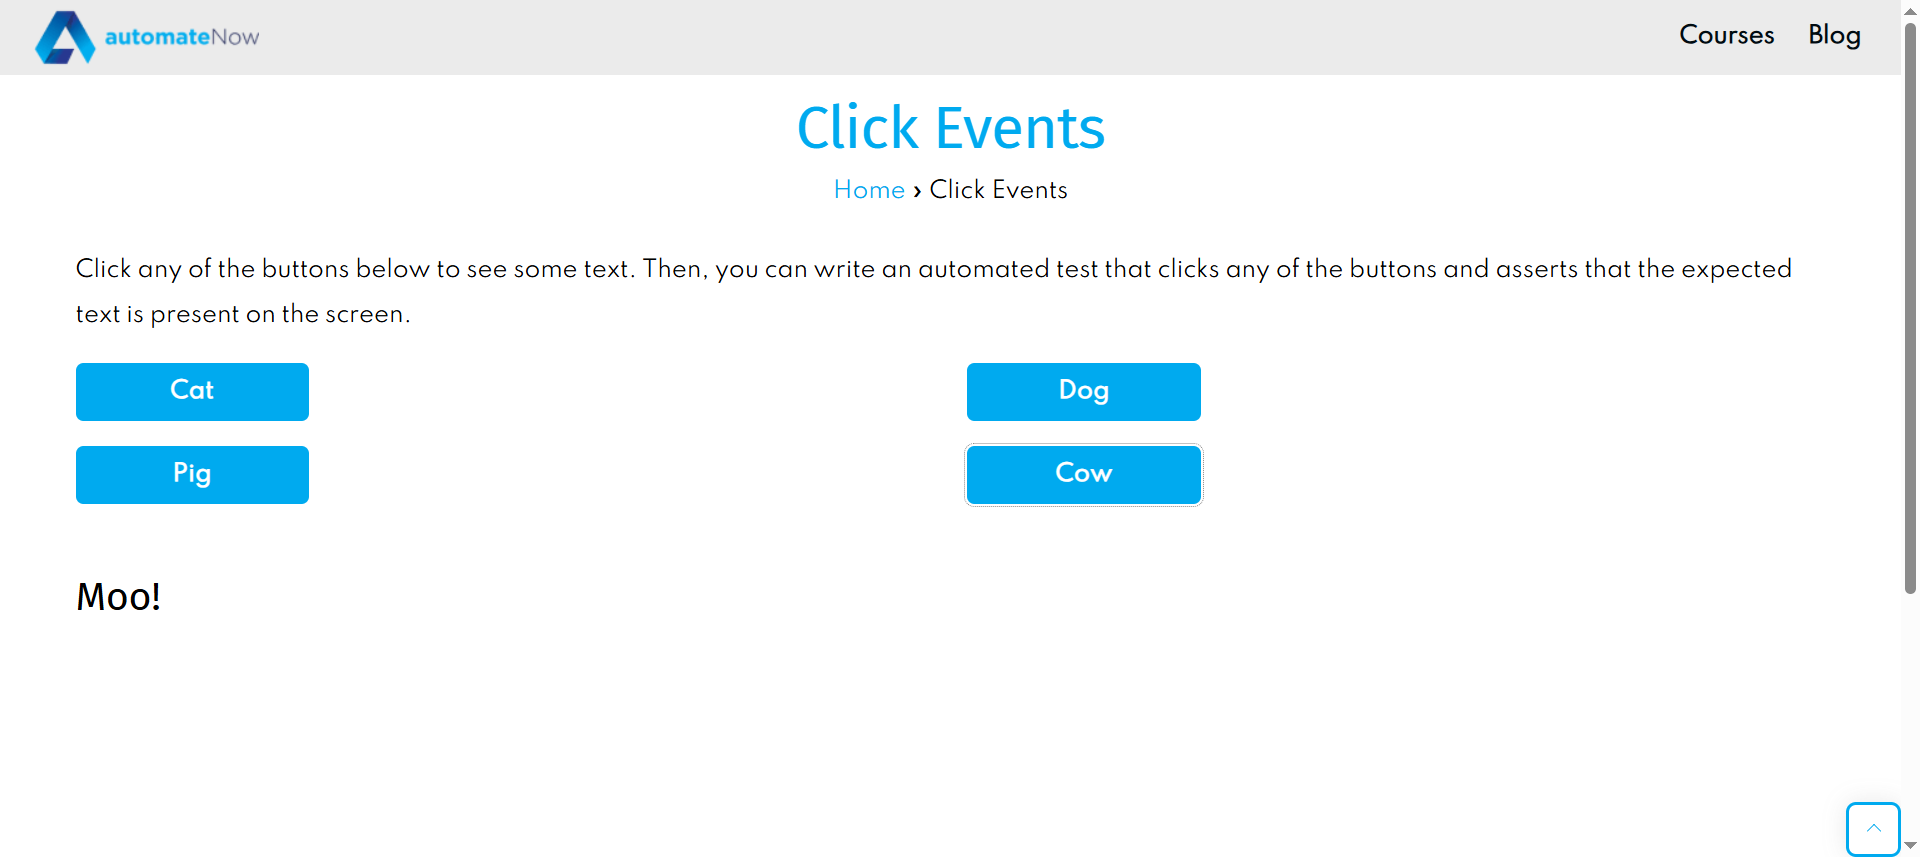 automateNow
Courses
Blog
Click Events
Home › Click Events
Click any of the buttons below to see some text. Then, you can write an automated test that clicks any of the buttons and asserts that the expected
text is present on the screen.
Cat
Dog
Pig
Cow
Moo!